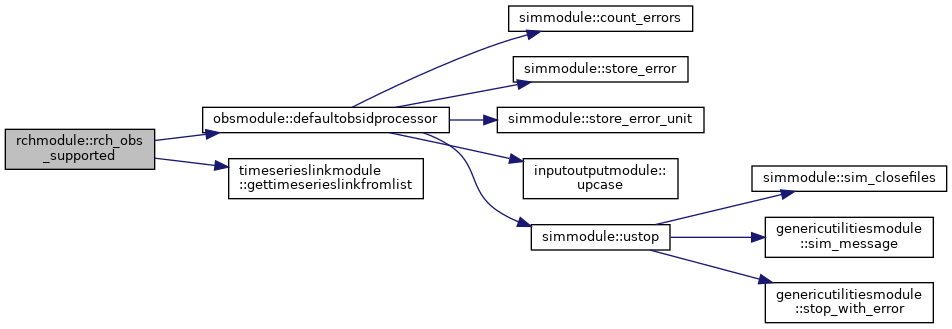 rchmodule::rch_obs
_supported
obsmodule::defaultobsidprocessor
timeserieslinkmodule
::gettimeserieslinkfromlist
simmodule::count_errors
simmodule::store_error
simmodule::store_error_unit
inputoutputmodule::
upcase
simmodule::ustop
simmodule::sim_closefiles
genericutilitiesmodule
::sim_message
genericutilitiesmodule
::stop_with_error